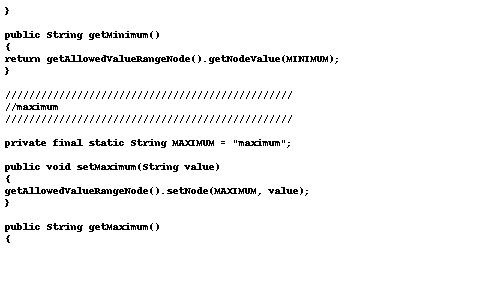 }
public String getMinimum()
{
return getAllowedValueRangeNode().getNodeValue(MINIMUM);
}
////////////////////////////////////////////////
//maximum
////////////////////////////////////////////////
private final static String MAXIMUM = "maximum";
public void setMaximum(String value)
{
getAllowedValueRangeNode().setNode(MAXIMUM, value);
}
public String getMaximum()
{